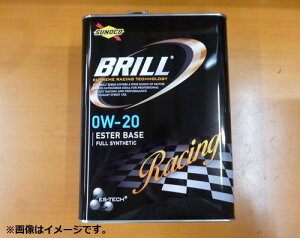 SUNOCO
BRILL
SUPREME RACING TECHNOLOGY
0W-20
ESTER BASE
FULL SYNTHETIC
Racing
ES-TECH
※画像はイメージです。